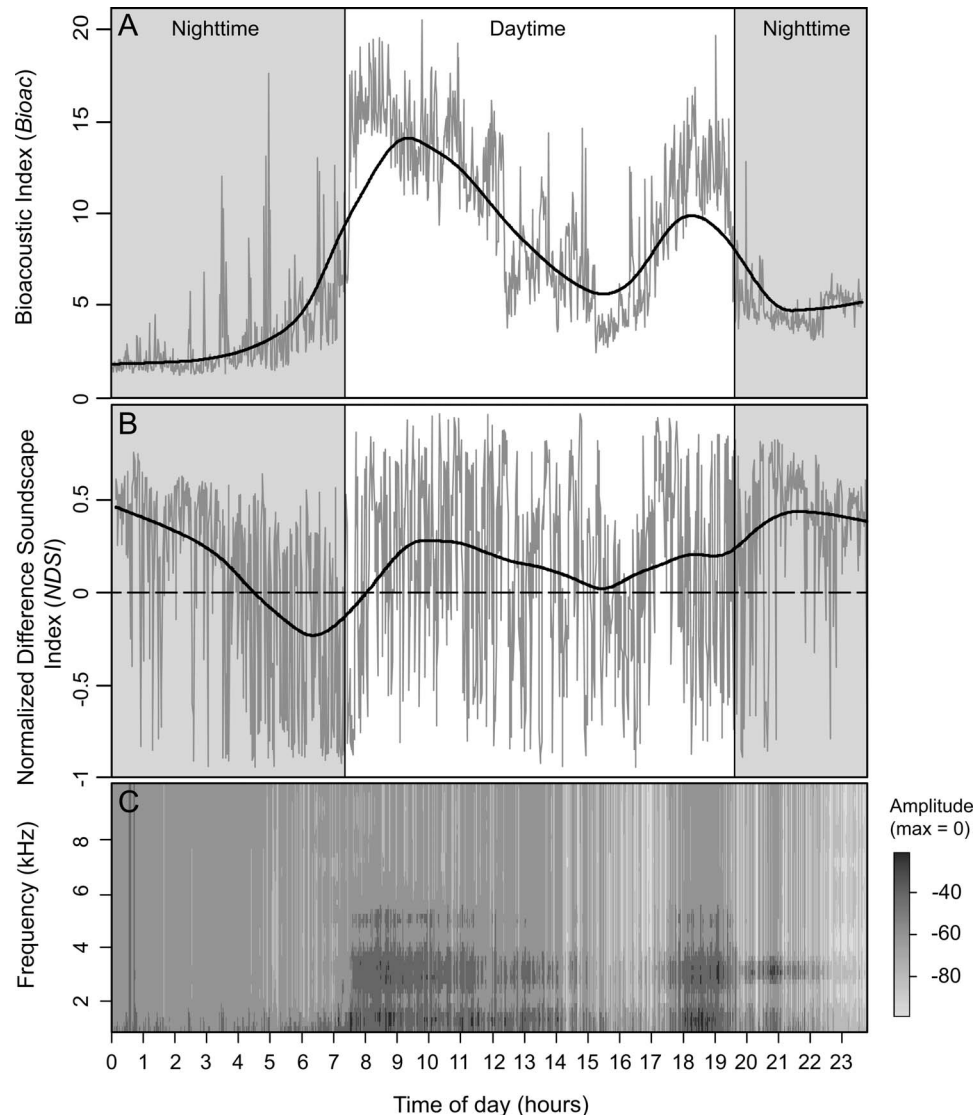 A
Nighttime
Daytime
Nighttime
Bioacoustic Index (Bioac)
20
15
10
5
0
B
Normalized Difference Soundscape
Index (NDSI)
0.5
0
-0.5
-1
C
Frequency (kHz)
8
6
4
2
Amplitude
(max = 0)
-40
-60
-80
0 1 2 3 4 5 6 7 8 9 10 11 12 13 14 15 16 17 18 19 20 21 22 23
Time of day (hours)